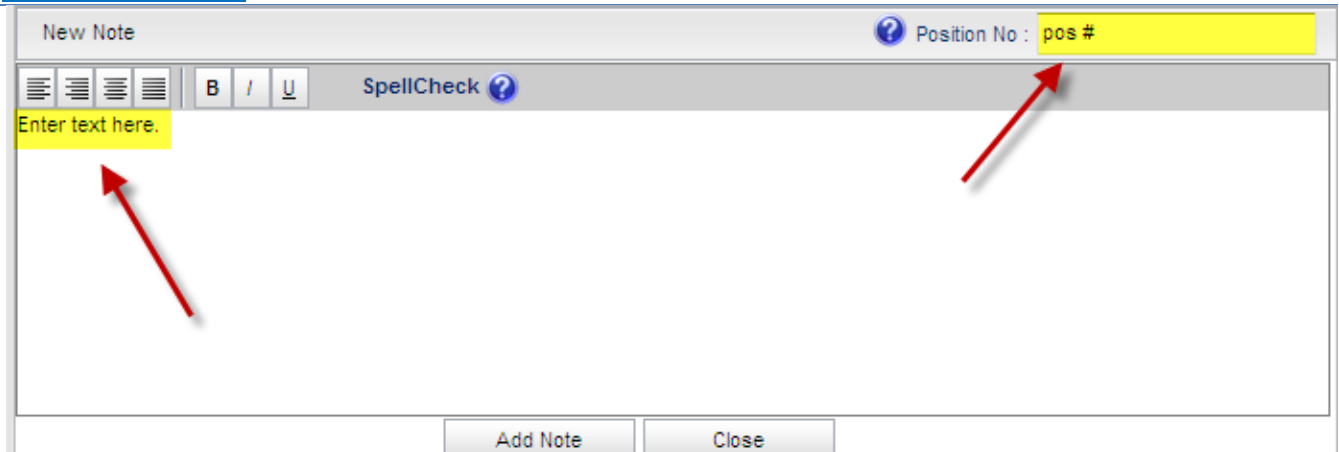 New Note Position No : pos #
B I U SpellCheck
Enter text here.
Add Note Close